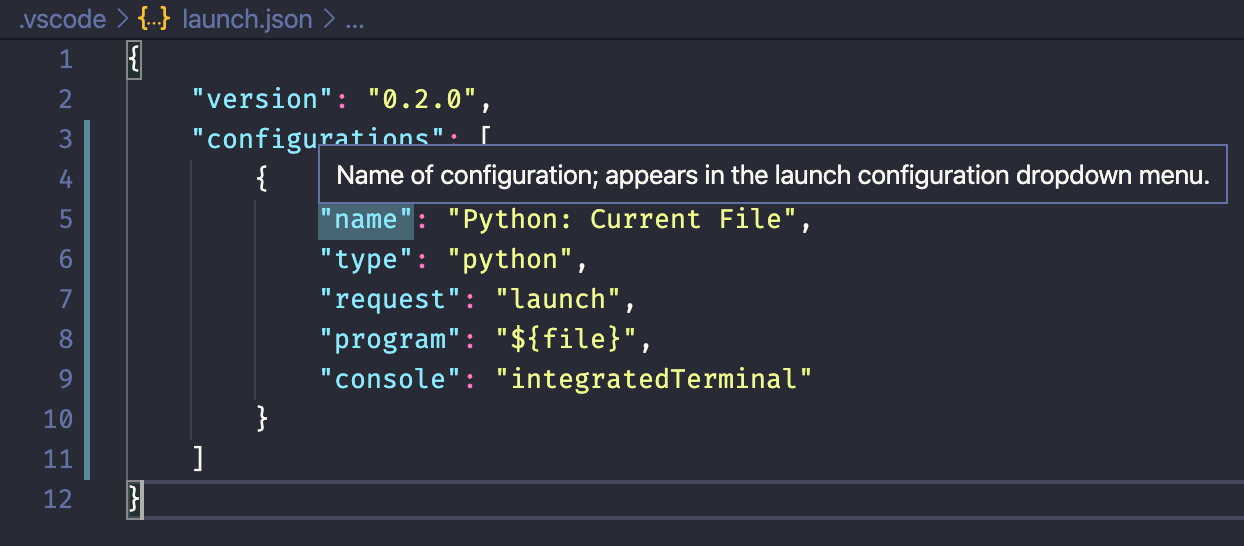 .vscode > {...} launch.json > ...
1 {
2 "version": "0.2.0",
3 "configurations": [
Name of configuration; appears in the launch configuration dropdown menu.
4 {
5 "name": "Python: Current File",
6 "type": "python",
7 "request": "launch",
8 "program": "${file}",
9 "console": "integratedTerminal"
10 }
11 ]
12 }